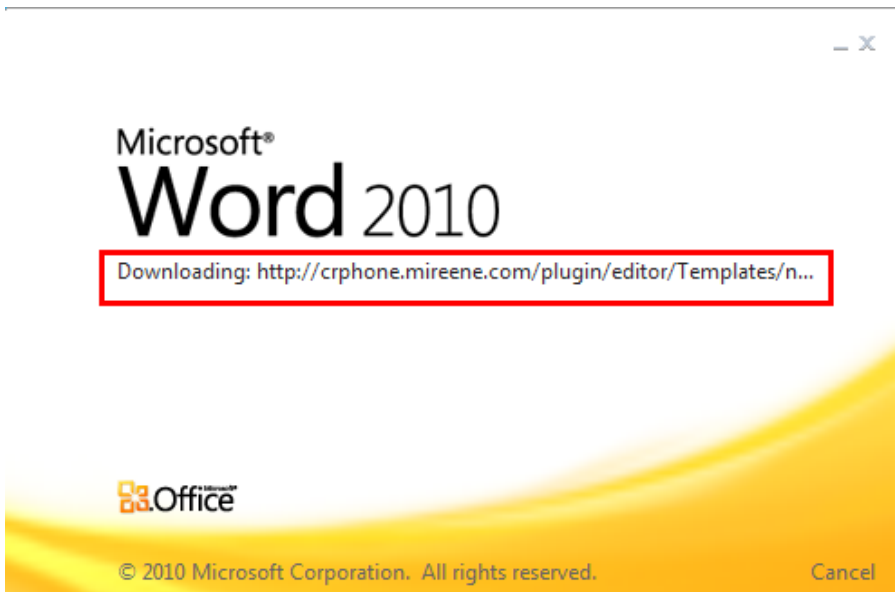 Microsoft®
Word 2010
Downloading: http://crphone.mireene.com/plugin/editor/Templates/n...
Office
© 2010 Microsoft Corporation. All rights reserved.
Cancel